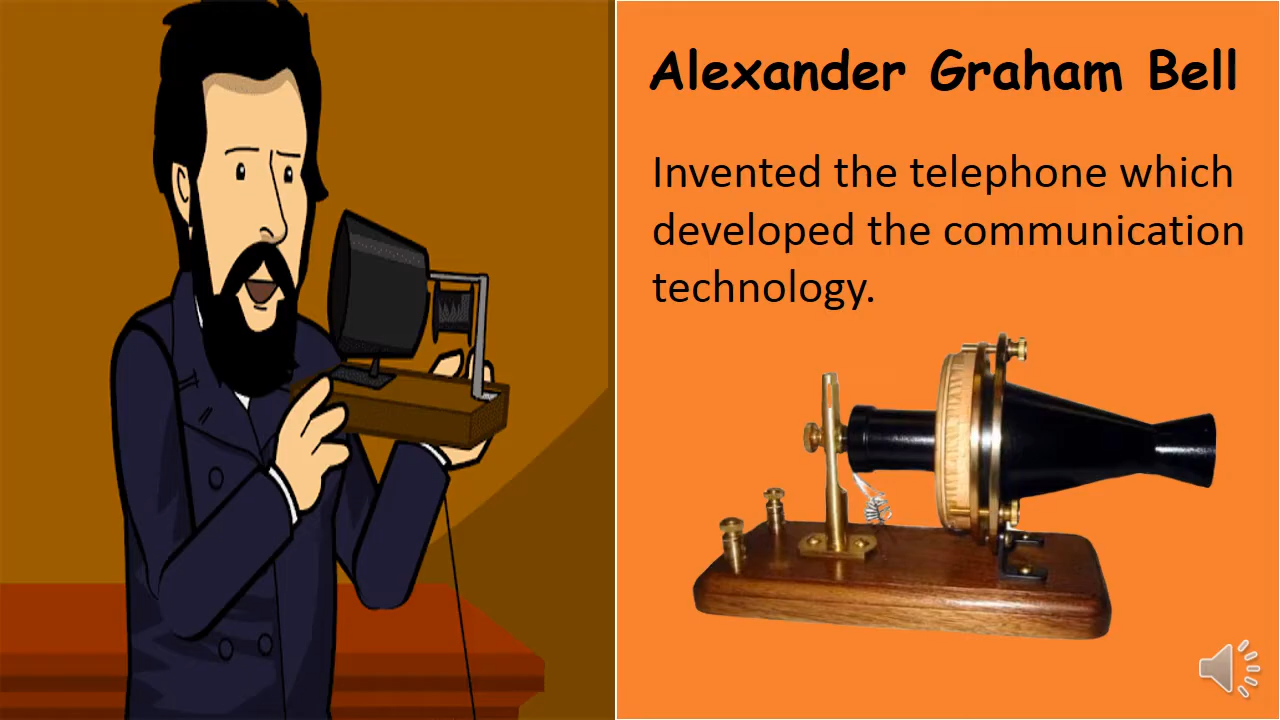 Alexander Graham Bell
Invented the telephone which
developed the communication
technology.